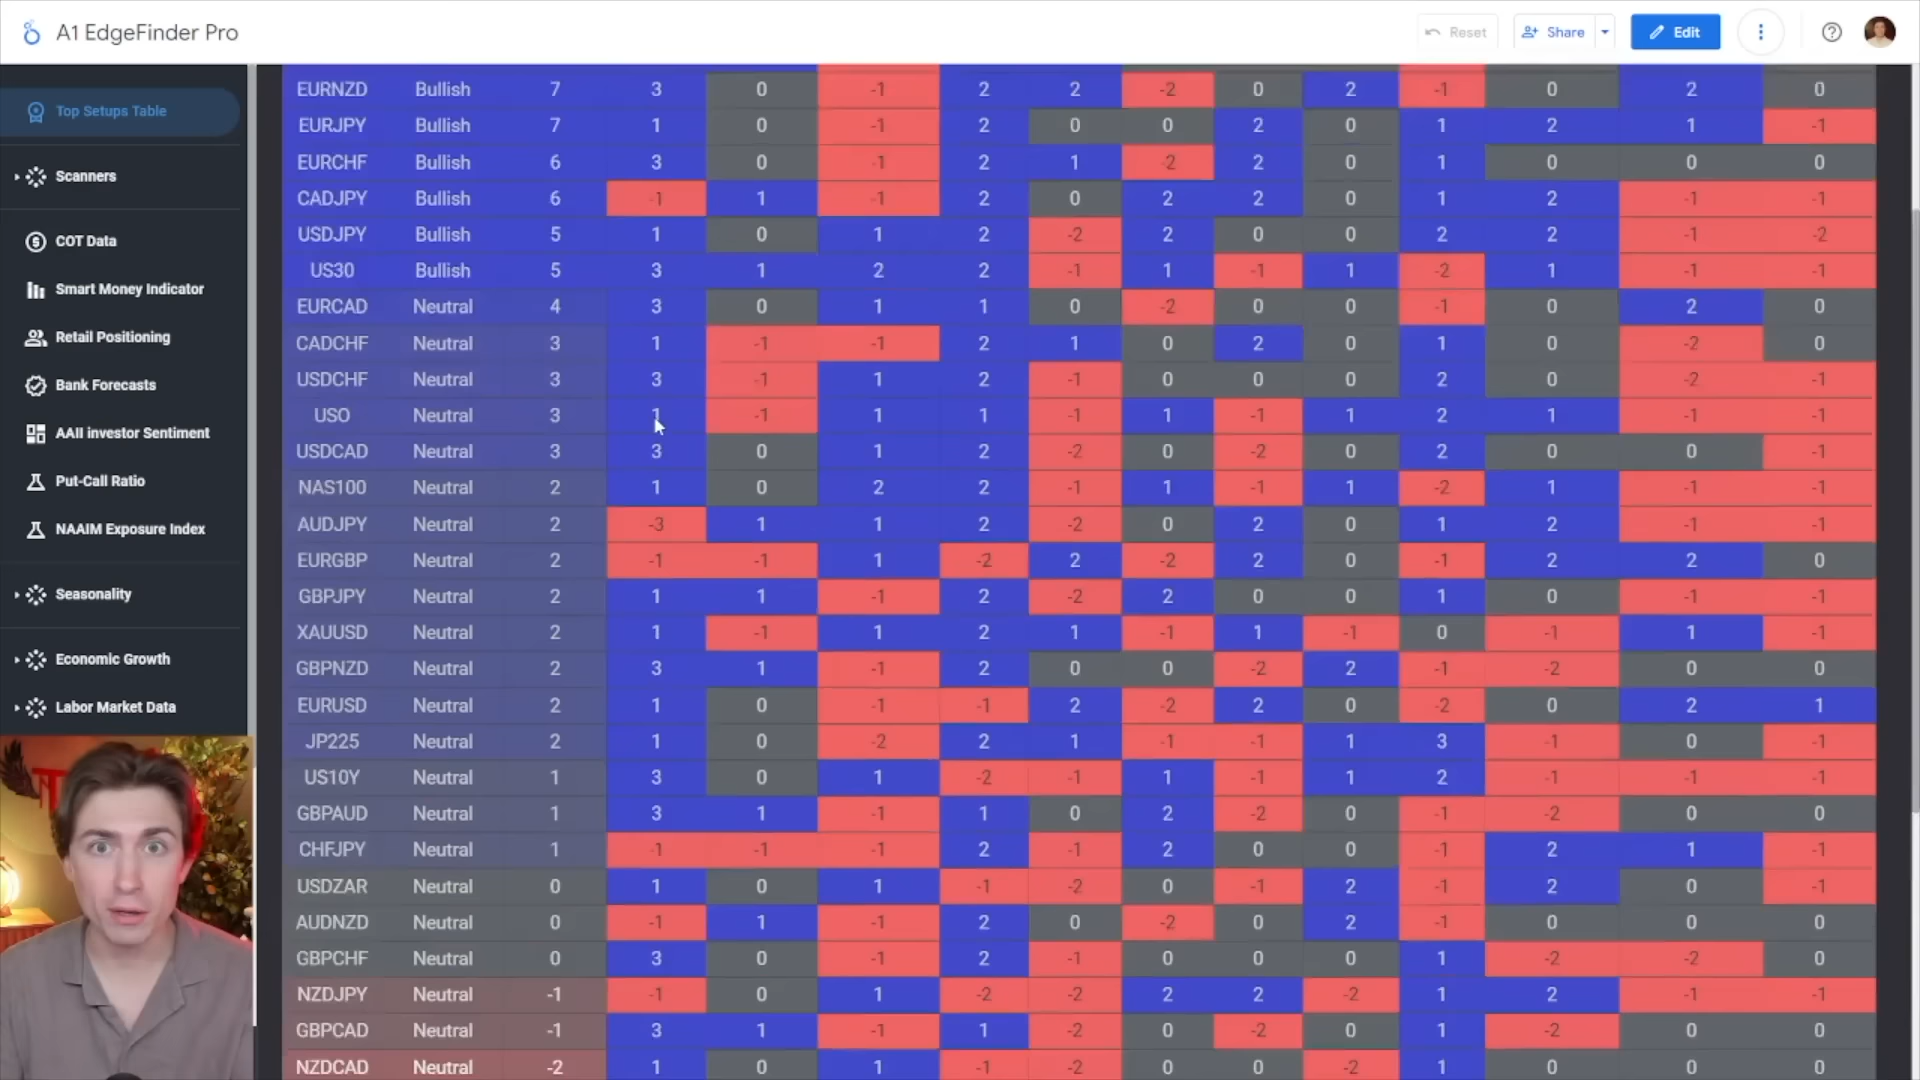 A1 EdgeFinder Pro
Reset
Share
Edit
Top Setups Table
Scanners
COT Data
Smart Money Indicator
Retail Positioning
Bank Forecasts
AAII investor Sentiment
Put-Call Ratio
NAAIM Exposure Index
Seasonality
Economic Growth
Labor Market Data
EURNZD Bullish 7 3 0 -1 2 2 -2 0 2 -1 0 2 0
EURJPY Bullish 7 1 0 -1 2 0 0 2 0 1 2 1 -1
EURCHF Bullish 6 3 0 -1 2 1 -2 2 0 1 0 0 0
CADJPY Bullish 6 -1 1 -1 2 0 2 2 0 1 2 -1 -1
USDJPY Bullish 5 1 0 1 2 -2 2 0 0 2 2 -1 -2
US30 Bullish 5 3 1 2 2 -1 1 -1 1 -2 1 -1 -1
EURCAD Neutral 4 3 0 1 1 0 -2 0 0 -1 0 2 0
CADCHF Neutral 3 1 -1 -1 2 1 0 2 0 1 0 -2 0
USDCHF Neutral 3 3 -1 1 2 -1 0 0 0 2 0 -2 -1
USO Neutral 3 1 -1 1 1 -1 1 -1 1 2 1 -1 -1
USDCAD Neutral 3 3 0 1 2 -2 0 -2 0 2 0 0 -1
NAS100 Neutral 2 1 0 2 2 -1 1 -1 1 -2 1 -1 -1
AUDJPY Neutral 2 -3 1 1 2 -2 0 2 0 1 2 -1 -1
EURGBP Neutral 2 -1 -1 1 -2 2 -2 2 0 -1 2 2 0
GBPJPY Neutral 2 1 1 -1 2 -2 2 0 0 1 0 -1 -1
XAUUSD Neutral 2 1 -1 1 2 1 -1 1 -1 0 -1 1 -1
GBPNZD Neutral 2 3 1 -1 2 0 0 -2 2 -1 -2 0 0
EURUSD Neutral 2 1 0 -1 -1 2 -2 2 0 -2 0 2 1
JP225 Neutral 2 1 0 -2 2 1 -1 -1 1 3 -1 0 -1
US10Y Neutral 1 3 0 1 -2 -1 1 -1 1 2 -1 -1 -1
GBPAUD Neutral 1 3 1 -1 1 0 2 -2 0 -1 -2 0 0
CHFJPY Neutral 1 -1 -1 -1 2 -1 2 0 0 -1 2 1 -1
USDZAR Neutral 0 1 0 1 -1 -2 0 -1 2 -1 2 0 -1
AUDNZD Neutral 0 -1 1 -1 2 0 -2 0 2 -1 0 0 0
GBPCHF Neutral 0 3 0 -1 2 -1 0 0 0 1 -2 -2 0
NZDJPY Neutral -1 -1 0 1 -2 -2 2 2 -2 1 2 -1 -1
GBPCAD Neutral -1 3 1 -1 1 -2 0 -2 0 1 -2 0 0
NZDCAD Neutral -2 1 0 1 -1 -2 0 0 -2 1 0 0 0